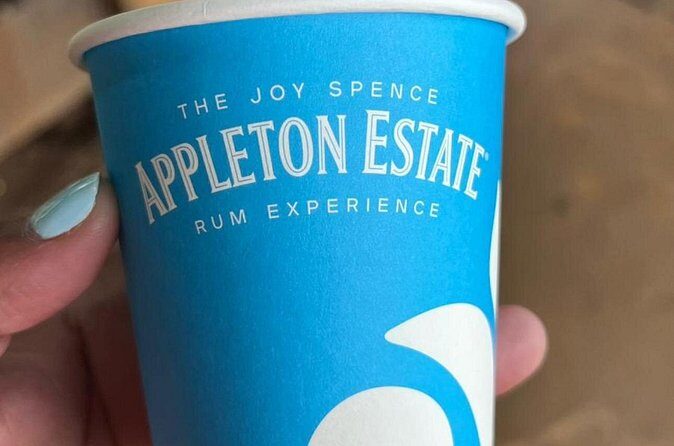 THE JOY SPENCE
APPLETON ESTATE
RUM EXPERIENCE